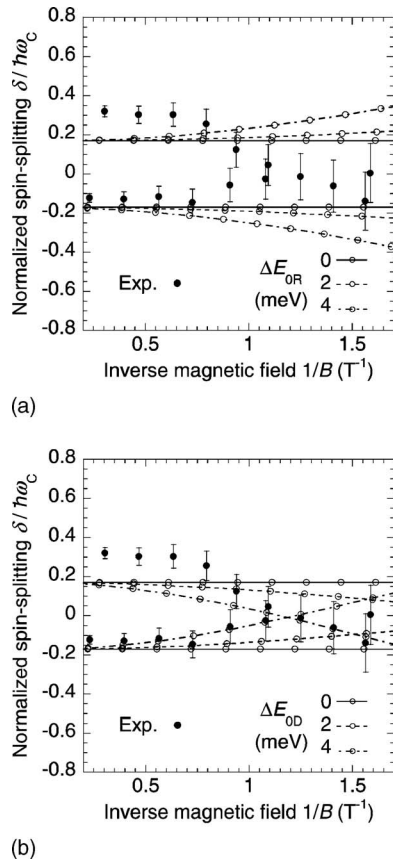 0.8
0.6
0.4
0.2
0
-0.2
-0.4
-0.6
-0.8
Normalized spin-splitting δ / ℏω_C
Exp.
ΔE_0R
(meV)
0
2
4
0.5
1
1.5
Inverse magnetic field 1/B (T⁻¹)
(a)
0.8
0.6
0.4
0.2
0
-0.2
-0.4
-0.6
-0.8
Normalized spin-splitting δ / ℏω_C
Exp.
ΔE_0D
(meV)
0
2
4
0.5
1
1.5
Inverse magnetic field 1/B (T⁻¹)
(b)